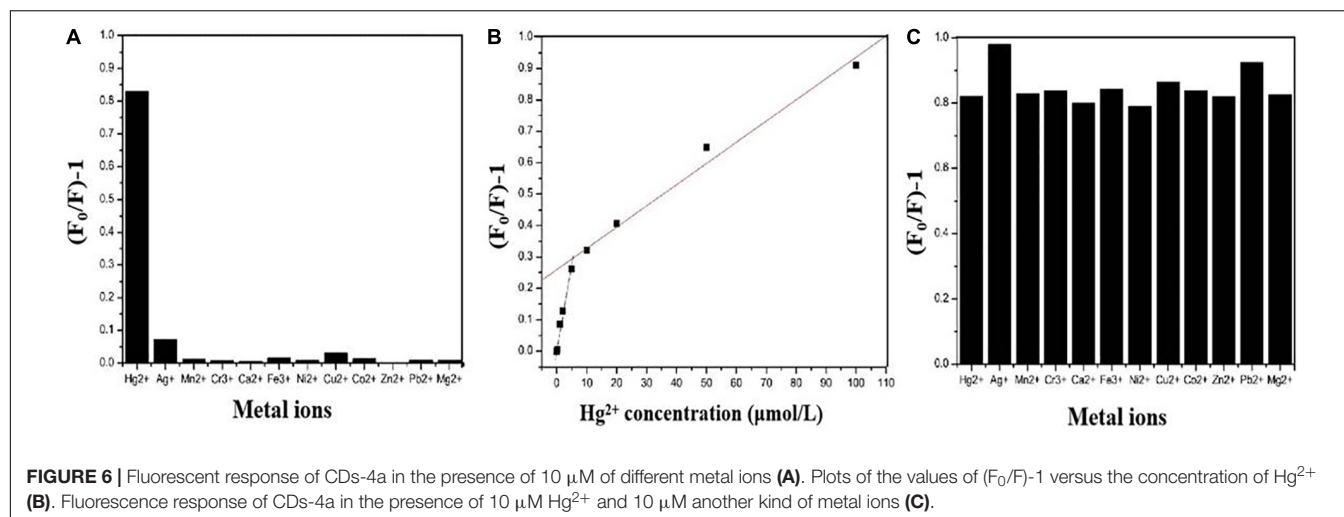 A
(F₀/F)-1
1.0
0.9
0.8
0.7
0.6
0.5
0.4
0.3
0.2
0.1
0.0
Hg2+ Ag+ Mn2+ Cr3+ Ca2+ Fe3+ Ni2+ Cu2+ Co2+ Zn2+ Pb2+ Mg2+
Metal ions
B
(F₀/F)-1
1.0
0.9
0.8
0.7
0.6
0.5
0.4
0.3
0.2
0.1
0.0
0 10 20 30 40 50 60 70 80 90 100 110
Hg²⁺ concentration (µmol/L)
C
(F₀/F)-1
1.0
0.8
0.6
0.4
0.2
0.0
Hg2+ Ag+ Mn2+ Cr3+ Ca2+ Fe3+ Ni2+ Cu2+ Co2+ Zn2+ Pb2+ Mg2+
Metal ions
FIGURE 6 | Fluorescent response of CDs-4a in the presence of 10 µM of different metal ions (A). Plots of the values of (F₀/F)-1 versus the concentration of Hg²⁺
(B). Fluorescence response of CDs-4a in the presence of 10 µM Hg²⁺ and 10 µM another kind of metal ions (C).